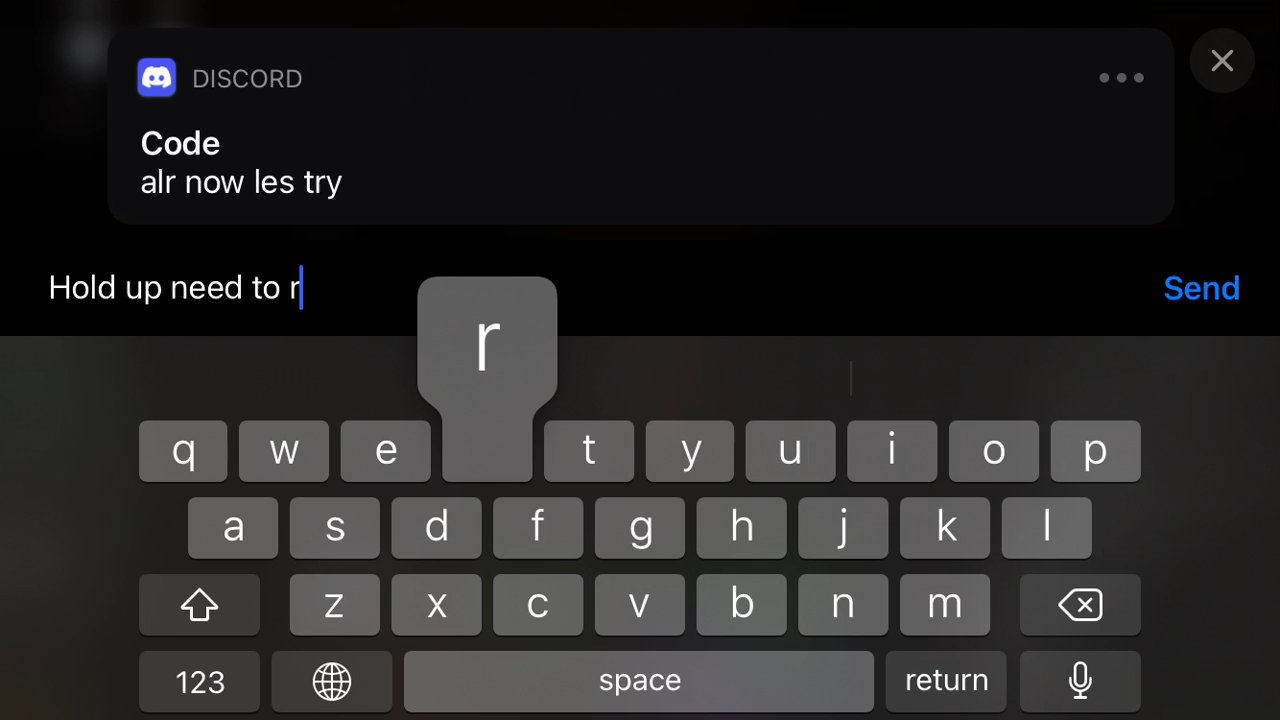 DISCORD
Code
alr now les try
Hold up need to r
Send
r
q w e t y u i o p
a s d f g h j k l
z x c v b n m
123 space return